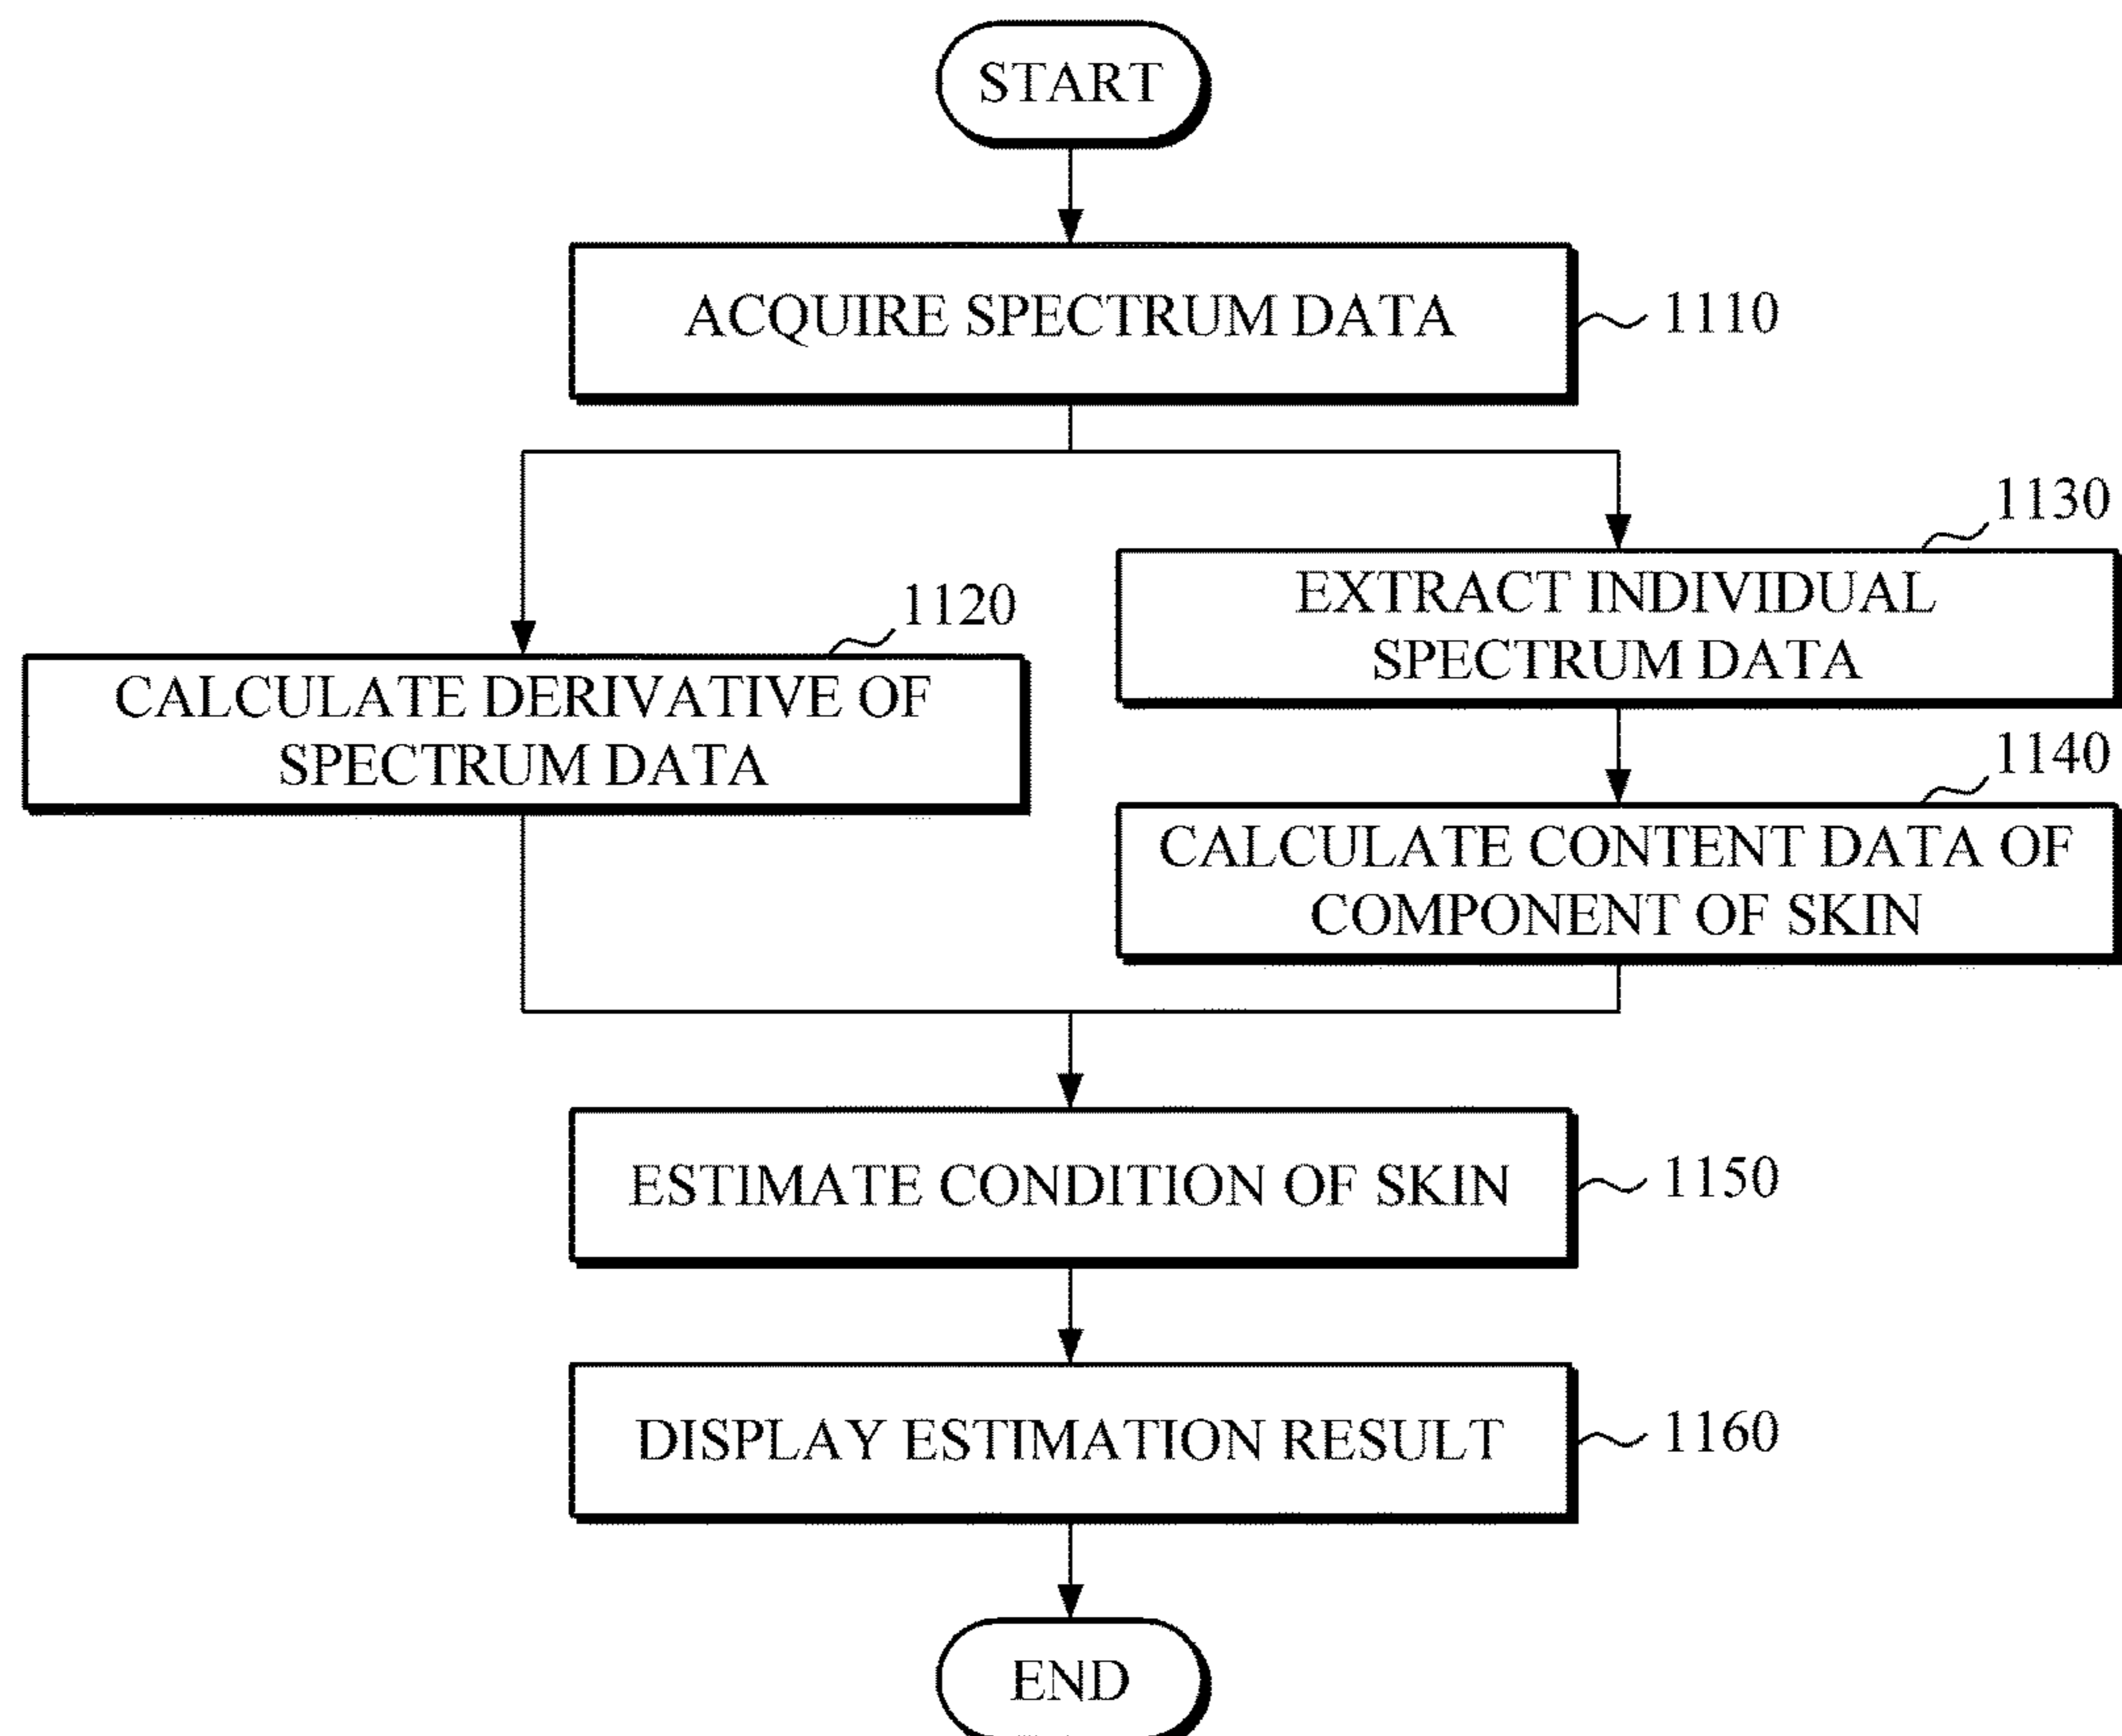 START
ACQUIRE SPECTRUM DATA
1110
1130
EXTRACT INDIVIDUAL
SPECTRUM DATA
1120
CALCULATE DERIVATIVE OF
SPECTRUM DATA
1140
CALCULATE CONTENT DATA OF
COMPONENT OF SKIN
ESTIMATE CONDITION OF SKIN
1150
DISPLAY ESTIMATION RESULT
1160
END